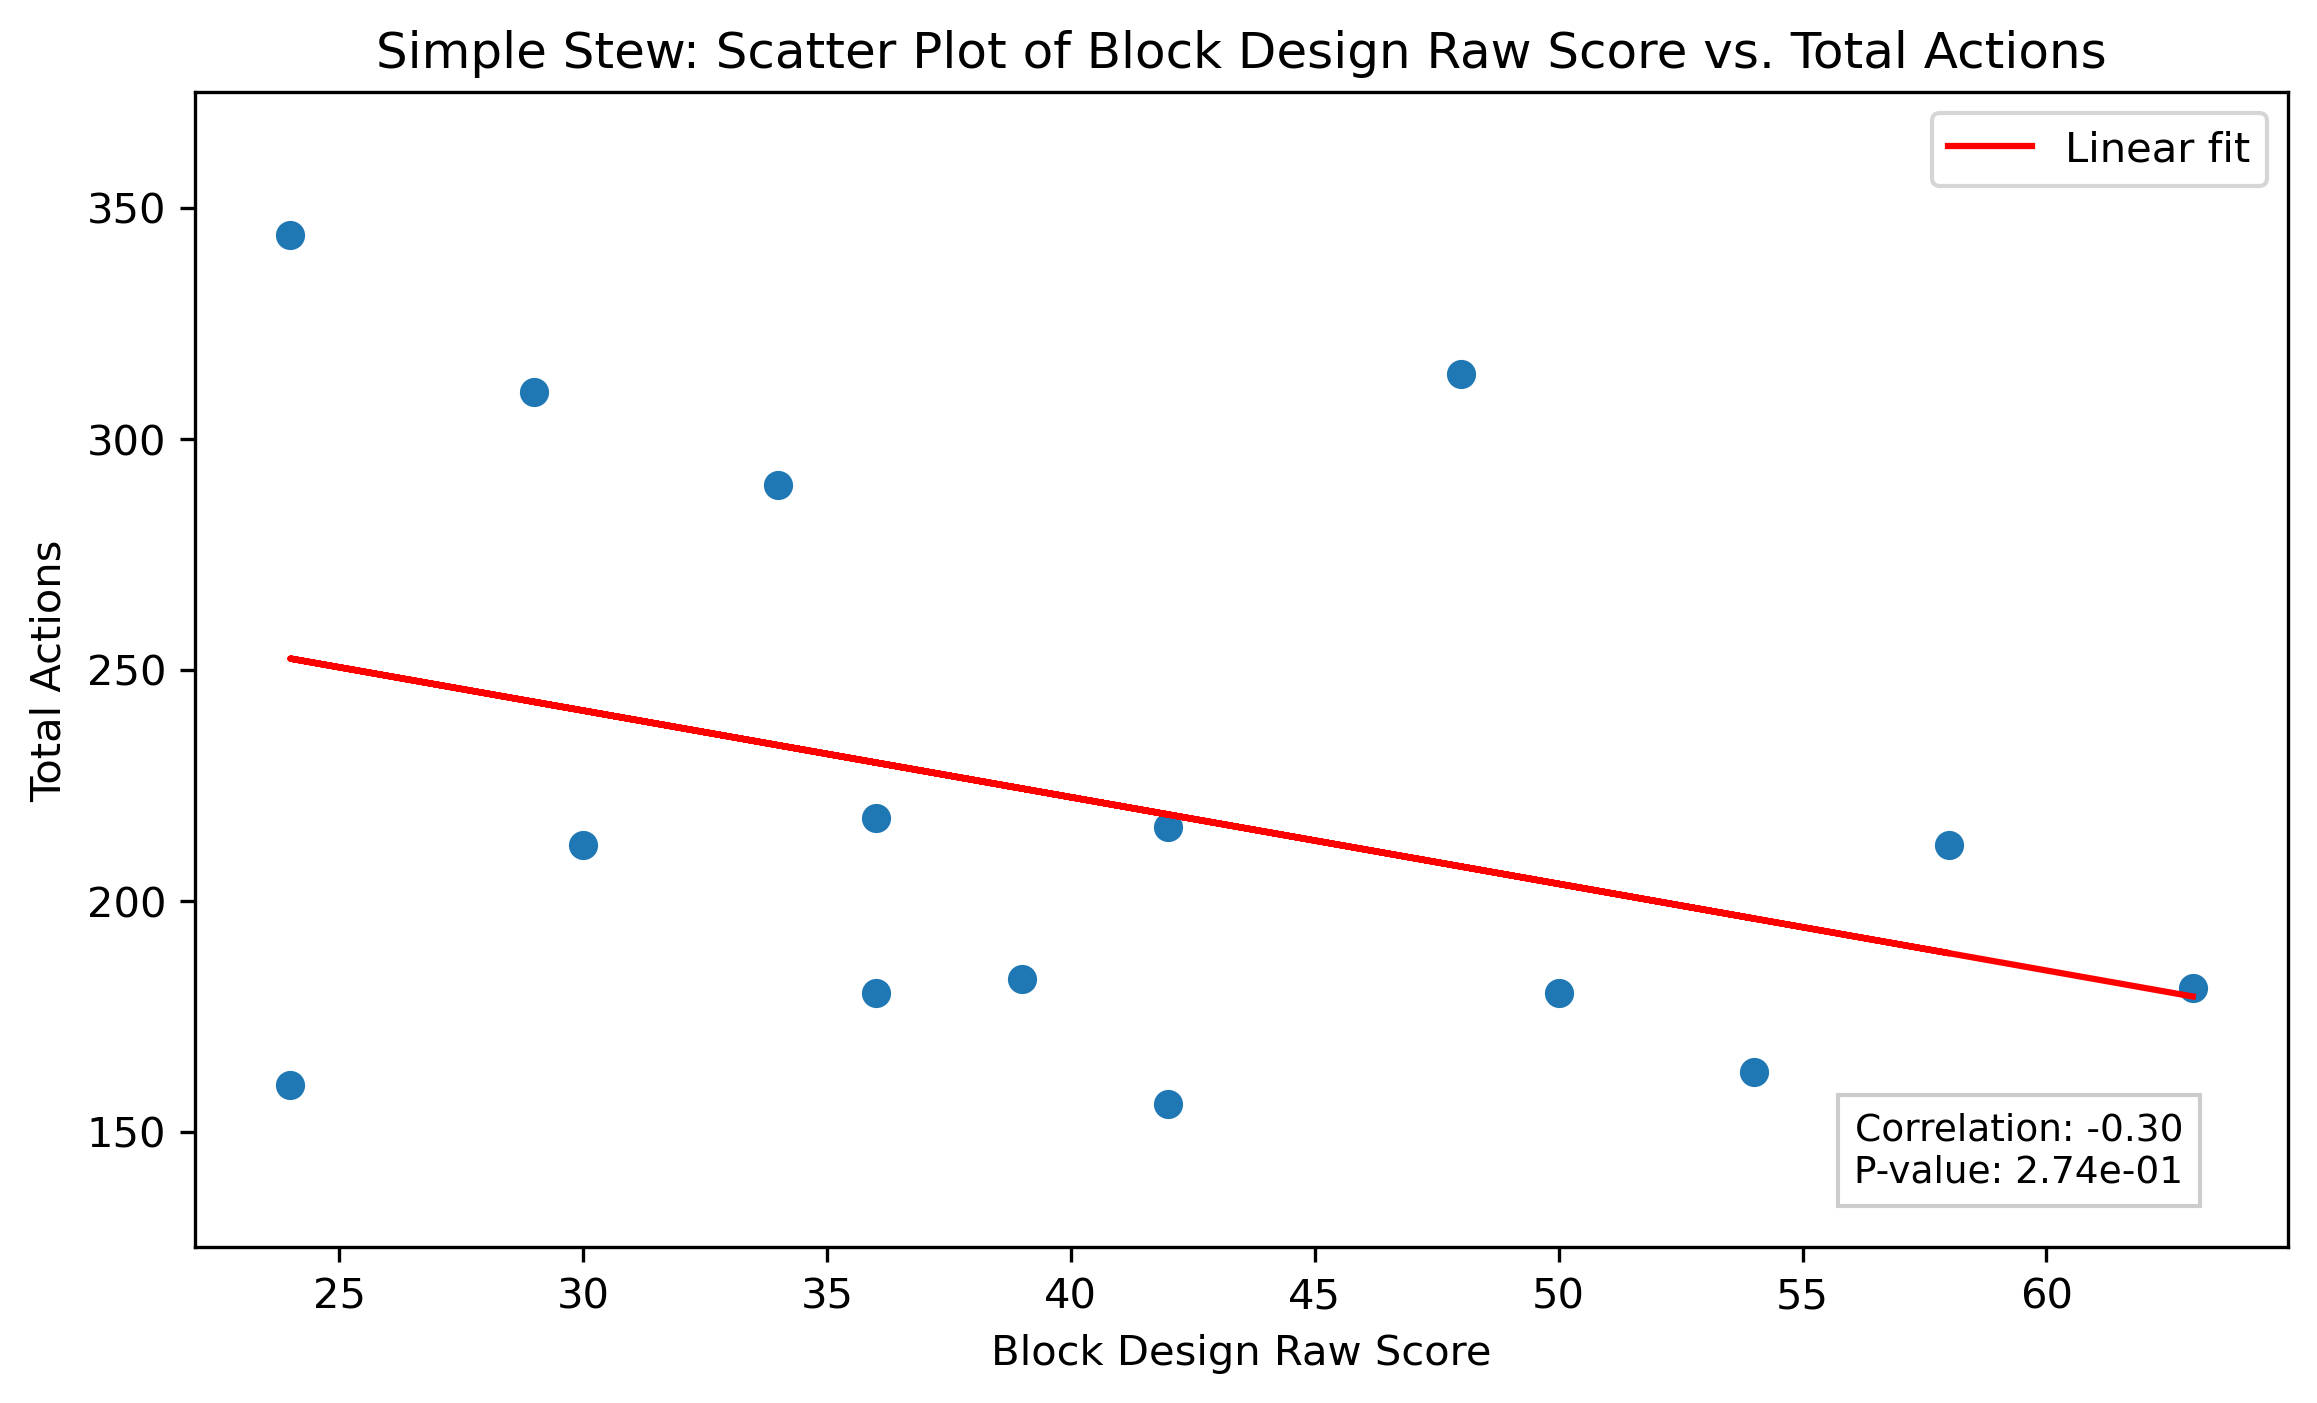 Simple Stew: Scatter Plot of Block Design Raw Score vs. Total Actions
Linear fit
350
300
250
200
150
Total Actions
Correlation: -0.30
P-value: 2.74e-01
25 30 35 40 45 50 55 60
Block Design Raw Score